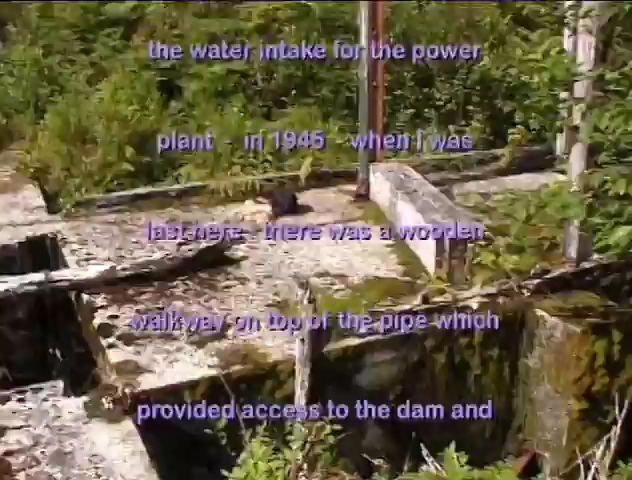 the water intake for the power
plant - in 1945 - when I was
last here - there was a wooden
walkway on top of the pipe which
provided access to the dam and